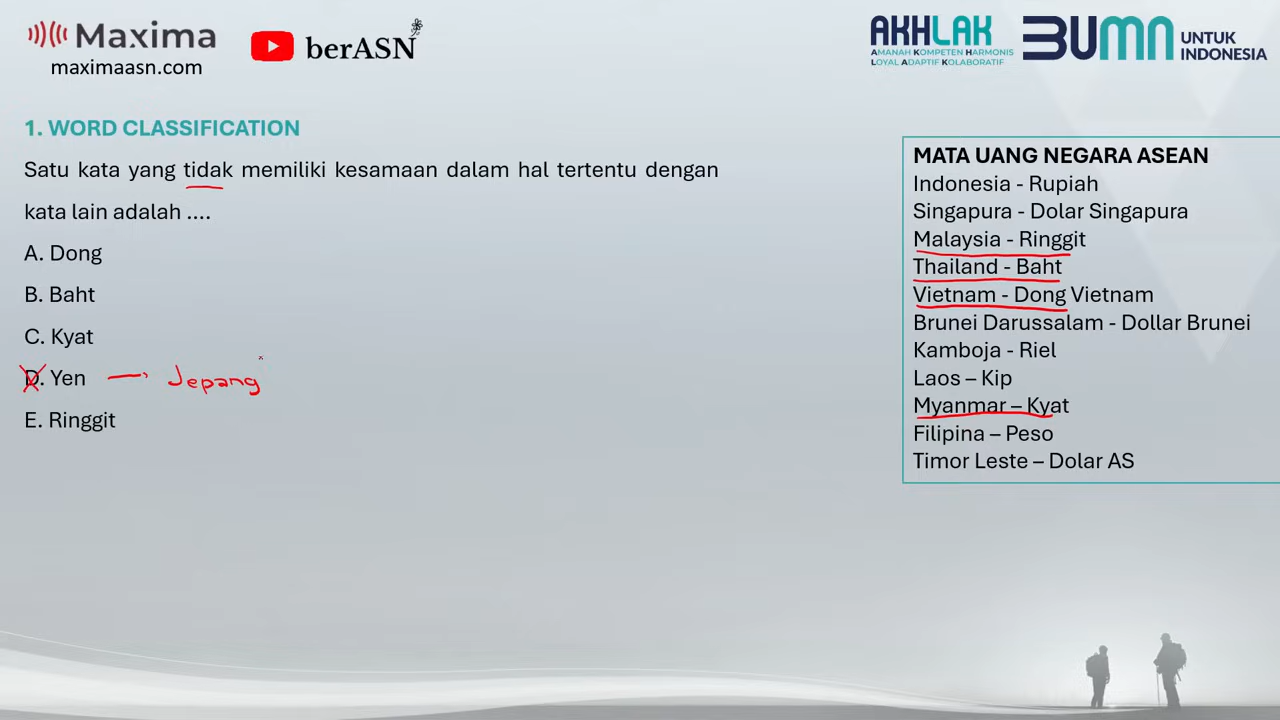 Maxima
maximaasn.com
berASN
AKHLAK
AMANAH KOMPETEN HARMONIS
LOYAL ADAPTIF KOLABORATIF
BUMN UNTUK INDONESIA
1. WORD CLASSIFICATION
Satu kata yang tidak memiliki kesamaan dalam hal tertentu dengan
kata lain adalah ....
A. Dong
B. Baht
C. Kyat
D. Yen Jepang
E. Ringgit
MATA UANG NEGARA ASEAN
Indonesia - Rupiah
Singapura - Dolar Singapura
Malaysia - Ringgit
Thailand - Baht
Vietnam - Dong Vietnam
Brunei Darussalam - Dollar Brunei
Kamboja - Riel
Laos – Kip
Myanmar – Kyat
Filipina – Peso
Timor Leste – Dolar AS